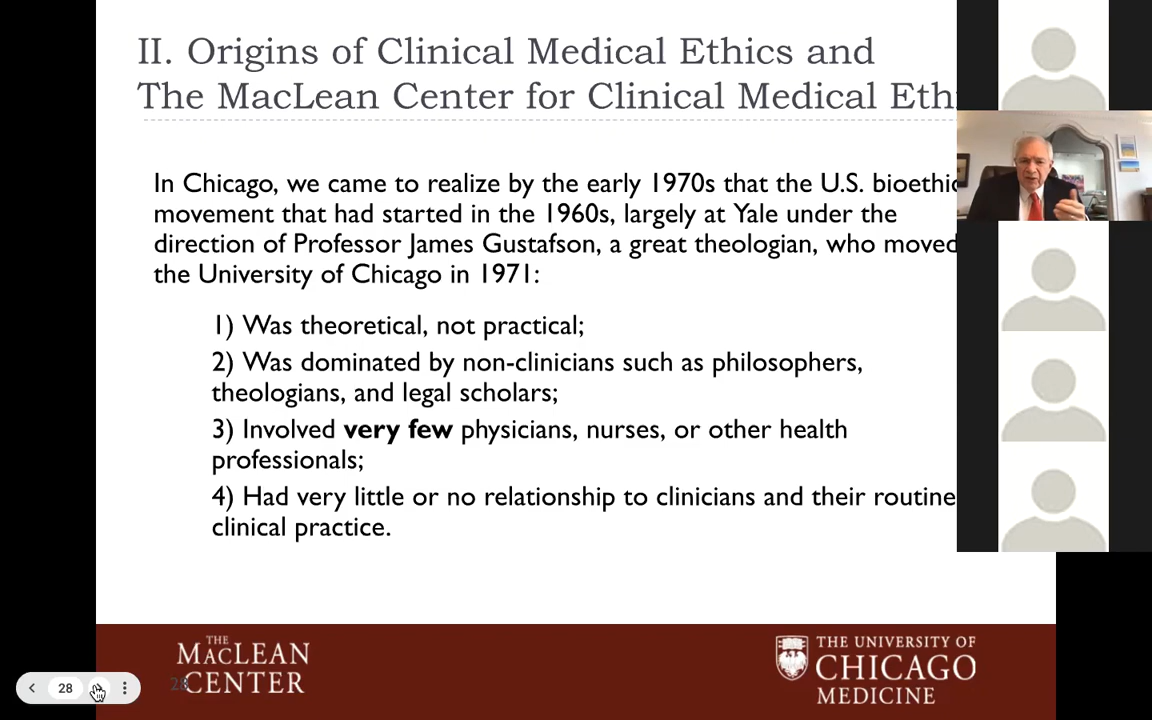 II. Origins of Clinical Medical Ethics and
The MacLean Center for Clinical Medical Eth
In Chicago, we came to realize by the early 1970s that the U.S. bioethic
movement that had started in the 1960s, largely at Yale under the
direction of Professor James Gustafson, a great theologian, who moved
the University of Chicago in 1971:
1) Was theoretical, not practical;
2) Was dominated by non-clinicians such as philosophers,
theologians, and legal scholars;
3) Involved very few physicians, nurses, or other health
professionals;
4) Had very little or no relationship to clinicians and their routine
clinical practice.
THE
MACLEAN
CENTER
THE UNIVERSITY OF
CHICAGO
MEDICINE
28
28